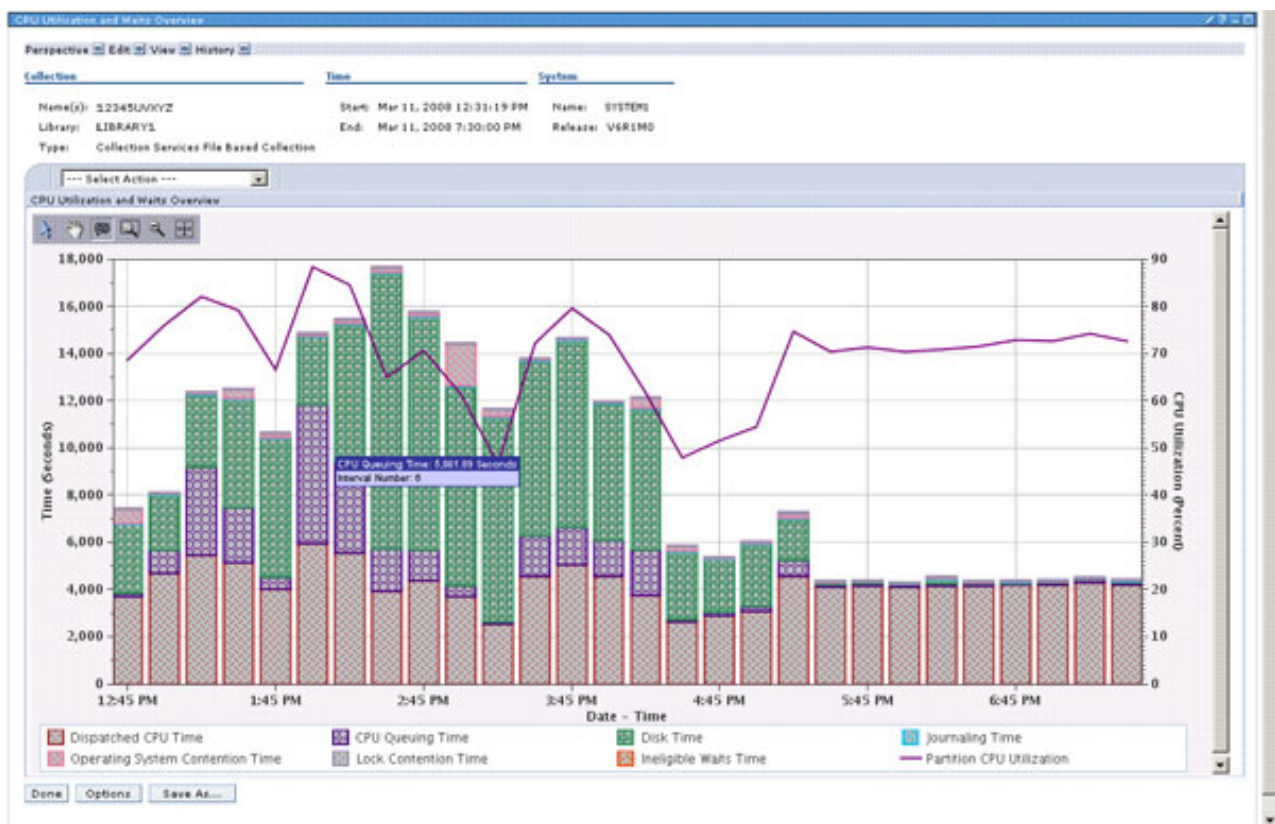 CPU Utilization and Waits Overview
Perspective Edit View History
Collection Time System
Name(s): 12345UVXYZ Start: Mar 11, 2008 12:31:19 PM Name: SYSTEM1
Library: LIBRARY1 End: Mar 11, 2008 7:30:00 PM Release: V6R1M0
Type: Collection Services File Based Collection
--- Select Action ---
CPU Utilization and Waits Overview
18,000
16,000
14,000
12,000
10,000
8,000
6,000
4,000
2,000
0
Time (Seconds)
90
80
70
60
50
40
30
20
10
0
CPU Utilization (Percent)
CPU Queuing Time: 5,861.89 Seconds
Interval Number: 6
12:45 PM 1:45 PM 2:45 PM 3:45 PM 4:45 PM 5:45 PM 6:45 PM
Date - Time
Dispatched CPU Time CPU Queuing Time Disk Time Journaling Time
Operating System Contention Time Lock Contention Time Ineligible Waits Time Partition CPU Utilization
Done Options Save As...